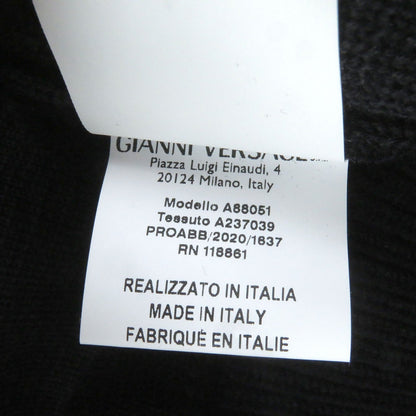 GIANNI VERSACE
Piazza Luigi Einaudi, 4
20124 Milano, Italy
Modello A88051
Tessuto A237039
PROABB/2020/1637
RN 118861
REALIZZATO IN ITALIA
MADE IN ITALY
FABRIQUÉ EN ITALIE